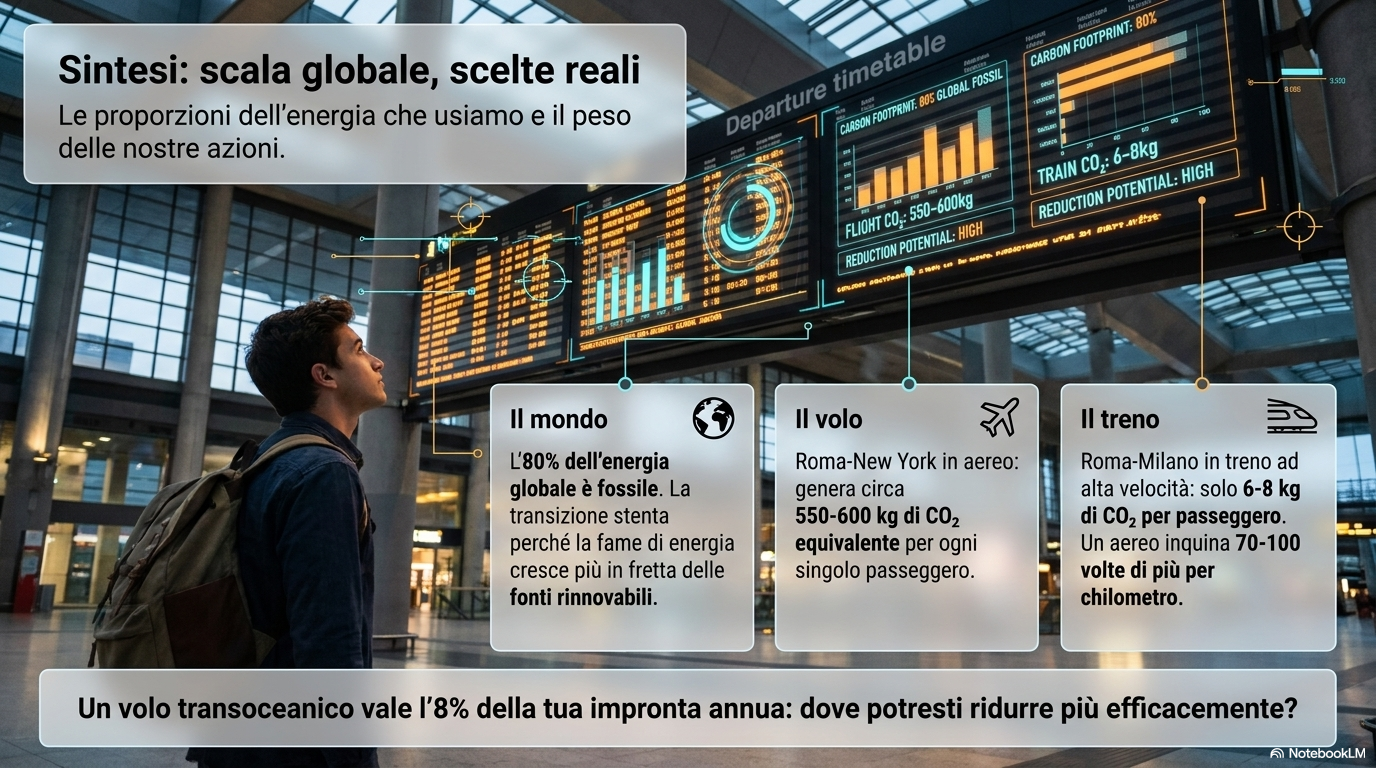 Sintesi: scala globale, scelte reali
Le proporzioni dell'energia che usiamo e il peso
delle nostre azioni.
Departure timetable
CARBON FOOTPRINT: 80% GLOBAL FOSSIL
FLIGHT CO₂: 550-600kg
REDUCTION POTENTIAL: HIGH
CARBON FOOTPRINT: 80%
TRAIN CO₂: 6-8kg
REDUCTION POTENTIAL: HIGH
Il mondo
L'80% dell'energia
globale è fossile. La
transizione stenta
perché la fame di energia
cresce più in fretta delle
fonti rinnovabili.
Il volo
Roma-New York in aereo:
genera circa
550-600 kg di CO₂
equivalente per ogni
singolo passeggero.
Il treno
Roma-Milano in treno ad
alta velocità: solo 6-8 kg
di CO₂ per passeggero.
Un aereo inquina 70-100
volte di più per
chilometro.
Un volo transoceanico vale l'8% della tua impronta annua: dove potresti ridurre più efficacemente?
NotebookLM